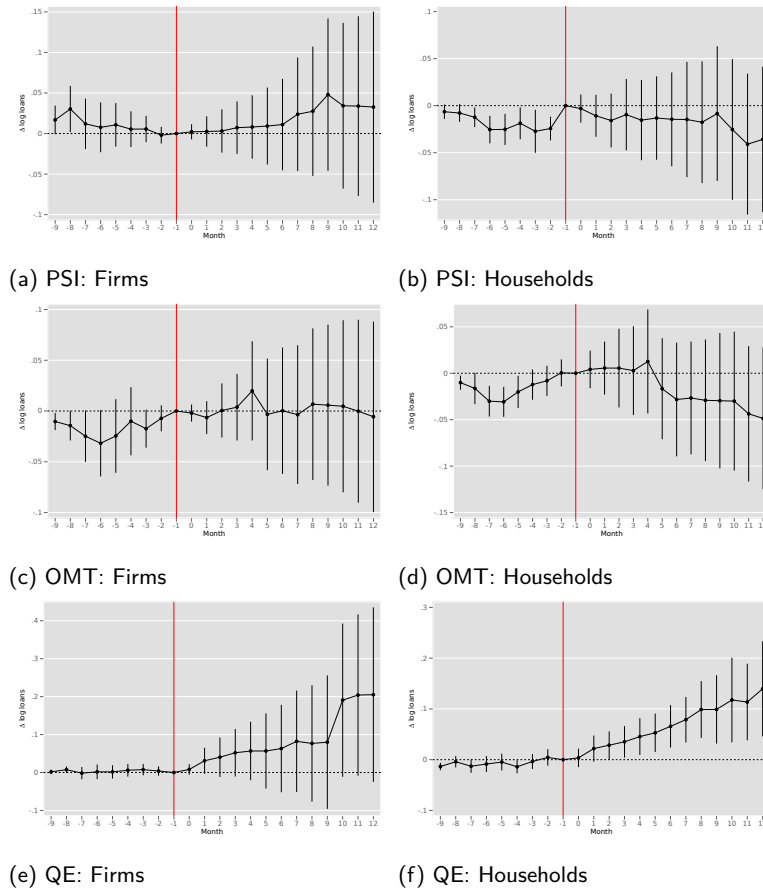 .15
.1
.05
0
-.05
-.1
Δ log loans
-9 -8 -7 -6 -5 -4 -3 -2 -1 0 1 2 3 4 5 6 7 8 9 10 11 12
Month
(a) PSI: Firms
.1
.05
0
-.05
-.1
Δ log loans
-9 -8 -7 -6 -5 -4 -3 -2 -1 0 1 2 3 4 5 6 7 8 9 10 11 12
Month
(b) PSI: Households
.1
.05
0
-.05
-.1
Δ log loans
-9 -8 -7 -6 -5 -4 -3 -2 -1 0 1 2 3 4 5 6 7 8 9 10 11 12
Month
(c) OMT: Firms
.05
0
-.05
-.1
-.15
Δ log loans
-9 -8 -7 -6 -5 -4 -3 -2 -1 0 1 2 3 4 5 6 7 8 9 10 11 12
Month
(d) OMT: Households
.4
.3
.2
.1
0
.1
Δ log loans
-9 -8 -7 -6 -5 -4 -3 -2 -1 0 1 2 3 4 5 6 7 8 9 10 11 12
Month
(e) QE: Firms
.3
.2
.1
0
-.1
Δ log loans
-9 -8 -7 -6 -5 -4 -3 -2 -1 0 1 2 3 4 5 6 7 8 9 10 11 12
Month
(f) QE: Households